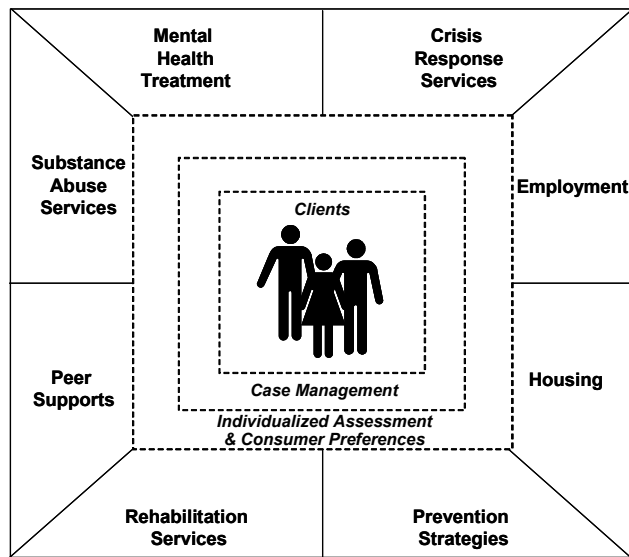 Mental
Health
Treatment
Crisis
Response
Services
Substance
Abuse
Services
Employment
Clients
Peer
Supports
Housing
Case Management
Individualized Assessment
& Consumer Preferences
Rehabilitation
Services
Prevention
Strategies